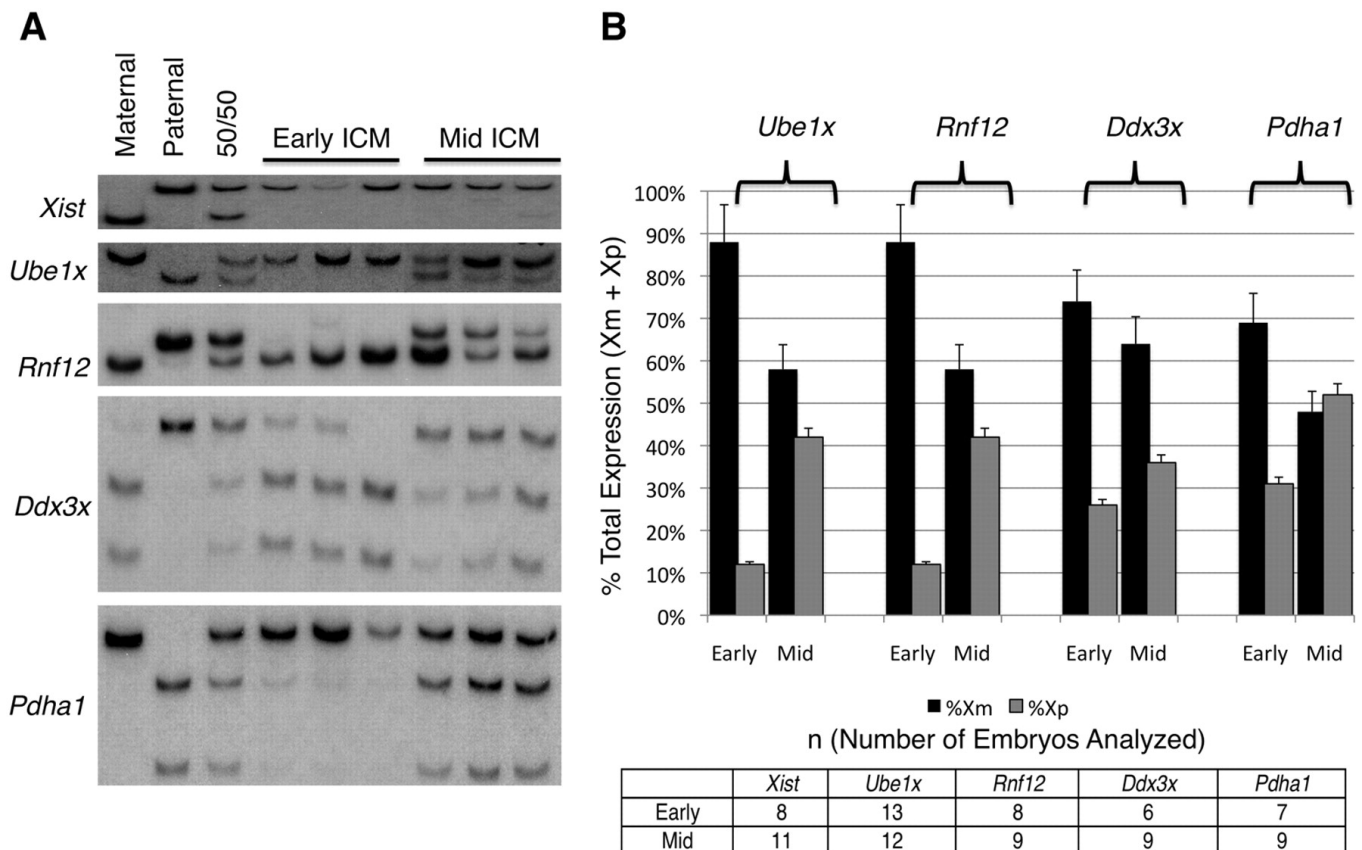 A
Maternal
Paternal
50/50
Early ICM
Mid ICM
Xist
Ube1x
Rnf12
Ddx3x
Pdha1
B
Ube1x Rnf12 Ddx3x Pdha1
% Total Expression (Xm + Xp)
100%
90%
80%
70%
60%
50%
40%
30%
20%
10%
0%
Early Mid Early Mid Early Mid Early Mid
%Xm %Xp
n (Number of Embryos Analyzed)
Xist Ube1x Rnf12 Ddx3x Pdha1
Early 8 13 8 6 7
Mid 11 12 9 9 9